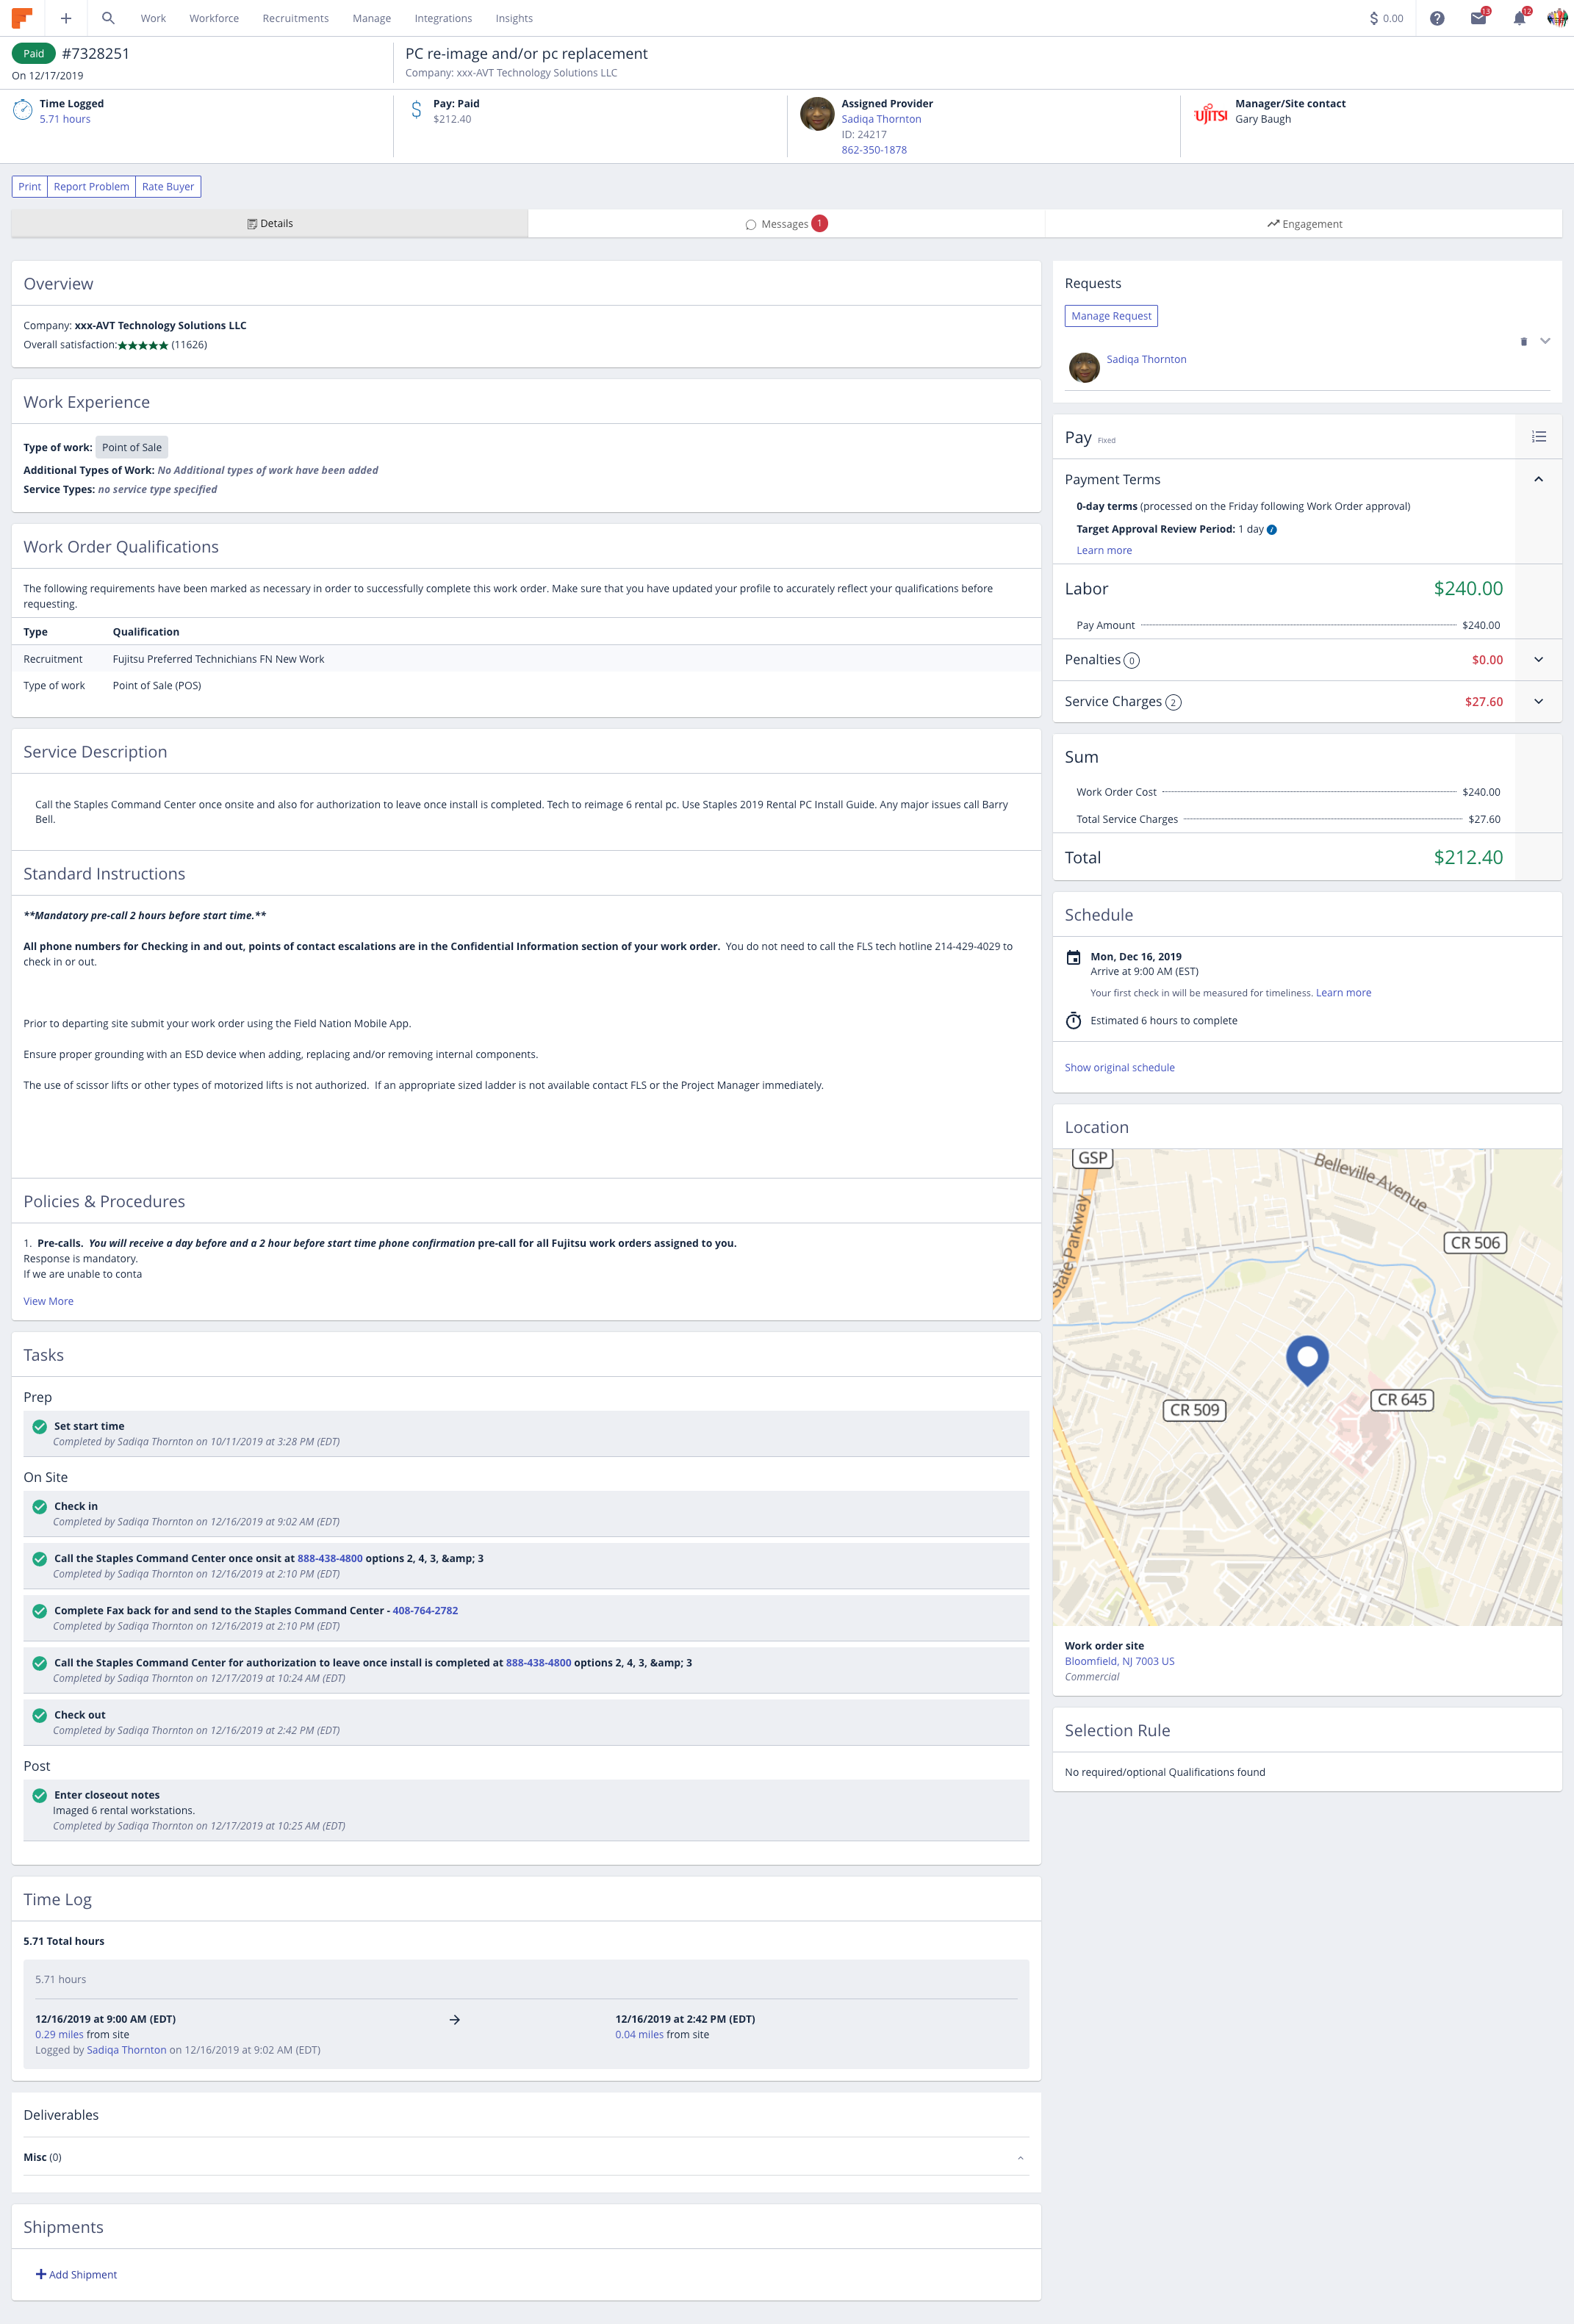 Work Workforce Recruitments Manage Integrations Insights $ 0.00 13 12
Paid #7328251
On 12/17/2019
PC re-image and/or pc replacement
Company: xxx-AVT Technology Solutions LLC
Time Logged
5.71 hours
Pay: Paid
$212.40
Assigned Provider
Sadiqa Thornton
ID: 24217
862-350-1878
UJITSI
Manager/Site contact
Gary Baugh
Print Report Problem Rate Buyer
Details Messages 1 Engagement
Overview
Company: xxx-AVT Technology Solutions LLC
Overall satisfaction:★★★★★ (11626)
Work Experience
Type of work: Point of Sale
Additional Types of Work: No Additional types of work have been added
Service Types: no service type specified
Work Order Qualifications
The following requirements have been marked as necessary in order to successfully complete this work order. Make sure that you have updated your profile to accurately reflect your qualifications before
requesting.
Type Qualification
Recruitment Fujitsu Preferred Technichians FN New Work
Type of work Point of Sale (POS)
Service Description
Call the Staples Command Center once onsite and also for authorization to leave once install is completed. Tech to reimage 6 rental pc. Use Staples 2019 Rental PC Install Guide. Any major issues call Barry
Bell.
Standard Instructions
**Mandatory pre-call 2 hours before start time.**
All phone numbers for Checking in and out, points of contact escalations are in the Confidential Information section of your work order. You do not need to call the FLS tech hotline 214-429-4029 to
check in or out.
Prior to departing site submit your work order using the Field Nation Mobile App.
Ensure proper grounding with an ESD device when adding, replacing and/or removing internal components.
The use of scissor lifts or other types of motorized lifts is not authorized. If an appropriate sized ladder is not available contact FLS or the Project Manager immediately.
Policies & Procedures
1. Pre-calls. You will receive a day before and a 2 hour before start time phone confirmation pre-call for all Fujitsu work orders assigned to you.
Response is mandatory.
If we are unable to conta
View More
Tasks
Prep
Set start time
Completed by Sadiqa Thornton on 10/11/2019 at 3:28 PM (EDT)
On Site
Check in
Completed by Sadiqa Thornton on 12/16/2019 at 9:02 AM (EDT)
Call the Staples Command Center once onsit at 888-438-4800 options 2, 4, 3, &amp; 3
Completed by Sadiqa Thornton on 12/16/2019 at 2:10 PM (EDT)
Complete Fax back for and send to the Staples Command Center - 408-764-2782
Completed by Sadiqa Thornton on 12/16/2019 at 2:10 PM (EDT)
Call the Staples Command Center for authorization to leave once install is completed at 888-438-4800 options 2, 4, 3, &amp; 3
Completed by Sadiqa Thornton on 12/17/2019 at 10:24 AM (EDT)
Check out
Completed by Sadiqa Thornton on 12/16/2019 at 2:42 PM (EDT)
Post
Enter closeout notes
Imaged 6 rental workstations.
Completed by Sadiqa Thornton on 12/17/2019 at 10:25 AM (EDT)
Time Log
5.71 Total hours
5.71 hours
12/16/2019 at 9:00 AM (EDT) → 12/16/2019 at 2:42 PM (EDT)
0.29 miles from site 0.04 miles from site
Logged by Sadiqa Thornton on 12/16/2019 at 9:02 AM (EDT)
Deliverables
Misc (0)
Shipments
+ Add Shipment
Requests
Manage Request
Sadiqa Thornton
Pay Fixed
Payment Terms
0-day terms (processed on the Friday following Work Order approval)
Target Approval Review Period: 1 day
Learn more
Labor $240.00
Pay Amount $240.00
Penalties 0 $0.00
Service Charges 2 $27.60
Sum
Work Order Cost $240.00
Total Service Charges $27.60
Total $212.40
Schedule
Mon, Dec 16, 2019
Arrive at 9:00 AM (EST)
Your first check in will be measured for timeliness. Learn more
Estimated 6 hours to complete
Show original schedule
Location
GSP
Belleville Avenue
State Parkway
CR 506
CR 645
CR 509
Work order site
Bloomfield, NJ 7003 US
Commercial
Selection Rule
No required/optional Qualifications found